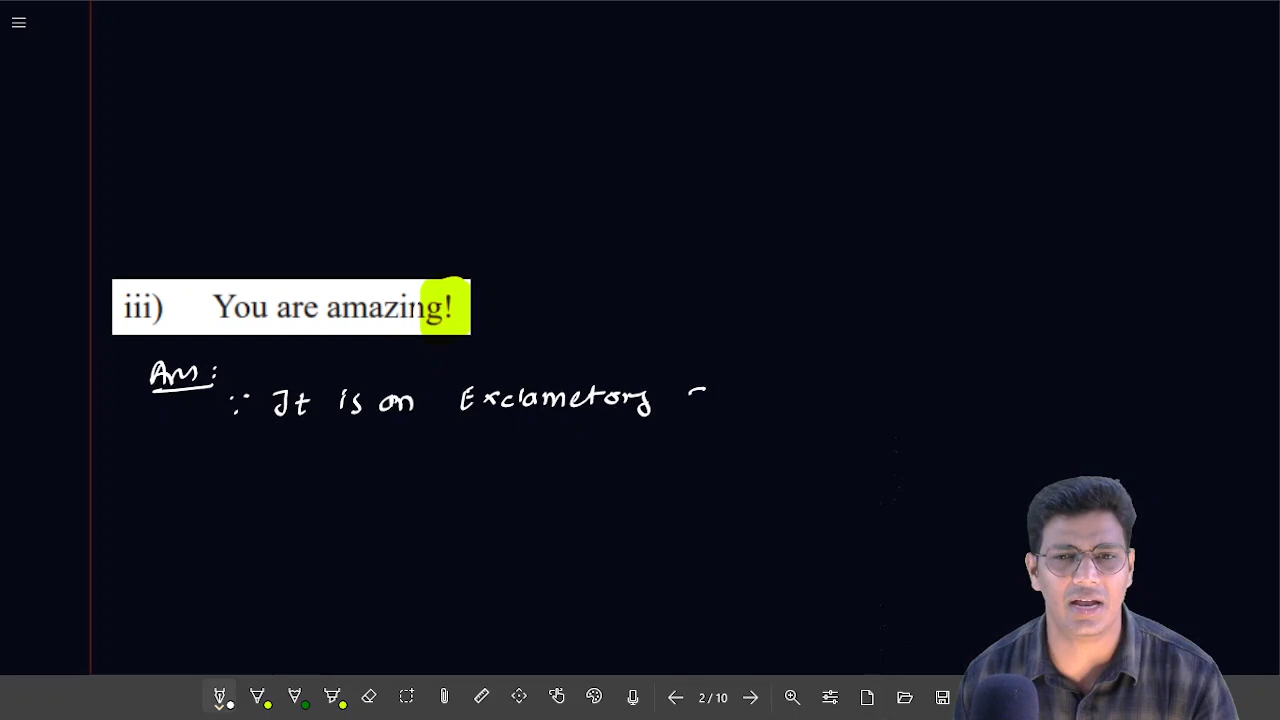 iii) You are amazing!
Ans:
∵ It is an Exclametory
2/10